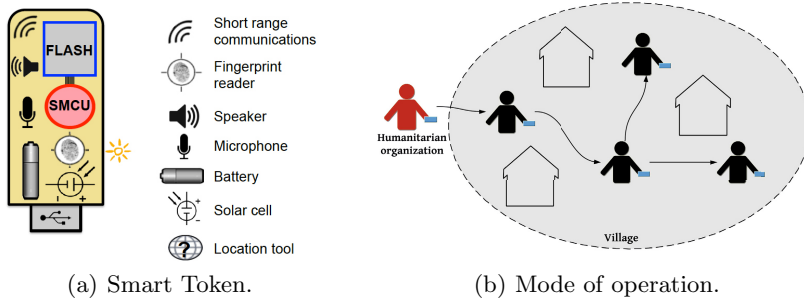 FLASH
SMCU
- +
Short range
communications
Fingerprint
reader
Speaker
Microphone
Battery
+
-
Solar cell
?
Location tool
(a) Smart Token.
Humanitarian
organization
Village
(b) Mode of operation.